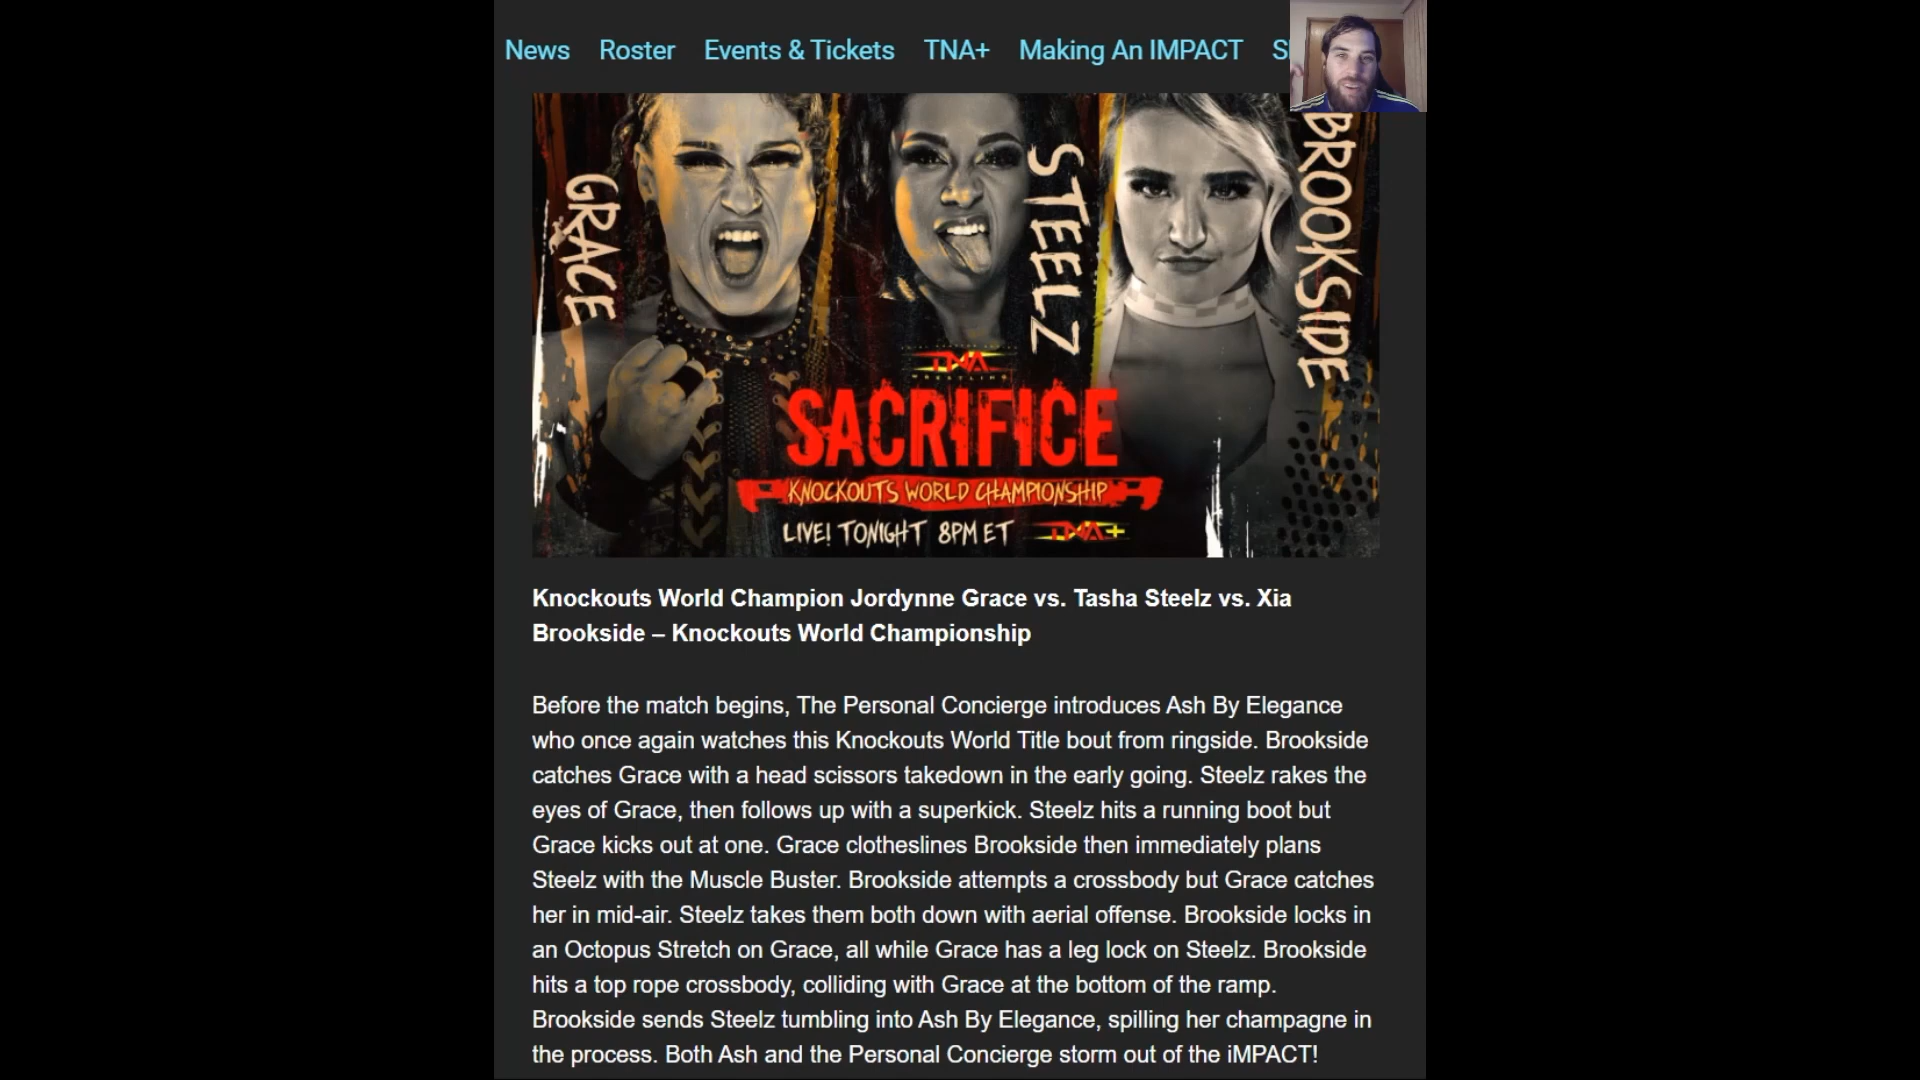 News Roster Events & Tickets TNA+ Making An IMPACT
GRACE
STEELZ
BROOKSIDE
TNA
WRESTLING
SACRIFICE
KNOCKOUTS WORLD CHAMPIONSHIP
LIVE! TONIGHT 8PM ET TNA+
Knockouts World Champion Jordynne Grace vs. Tasha Steelz vs. Xia
Brookside – Knockouts World Championship
Before the match begins, The Personal Concierge introduces Ash By Elegance
who once again watches this Knockouts World Title bout from ringside. Brookside
catches Grace with a head scissors takedown in the early going. Steelz rakes the
eyes of Grace, then follows up with a superkick. Steelz hits a running boot but
Grace kicks out at one. Grace clotheslines Brookside then immediately plans
Steelz with the Muscle Buster. Brookside attempts a crossbody but Grace catches
her in mid-air. Steelz takes them both down with aerial offense. Brookside locks in
an Octopus Stretch on Grace, all while Grace has a leg lock on Steelz. Brookside
hits a top rope crossbody, colliding with Grace at the bottom of the ramp.
Brookside sends Steelz tumbling into Ash By Elegance, spilling her champagne in
the process. Both Ash and the Personal Concierge storm out of the iMPACT!